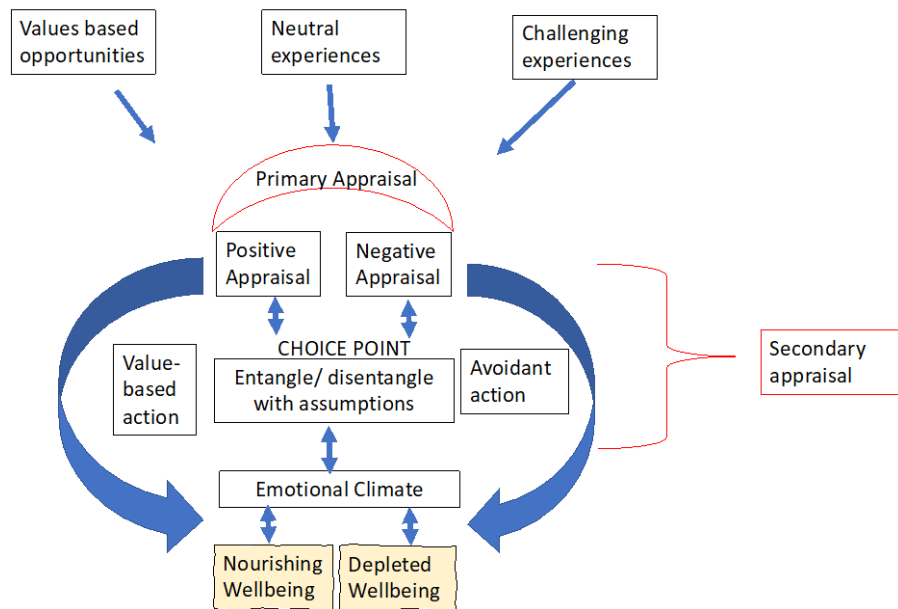 Values based
opportunities
Neutral
experiences
Challenging
experiences
Primary Appraisal
Positive
Appraisal
Negative
Appraisal
CHOICE POINT
Value-
based
action
Entangle/ disentangle
with assumptions
Avoidant
action
Secondary
appraisal
Emotional Climate
Nourishing
Wellbeing
Depleted
Wellbeing